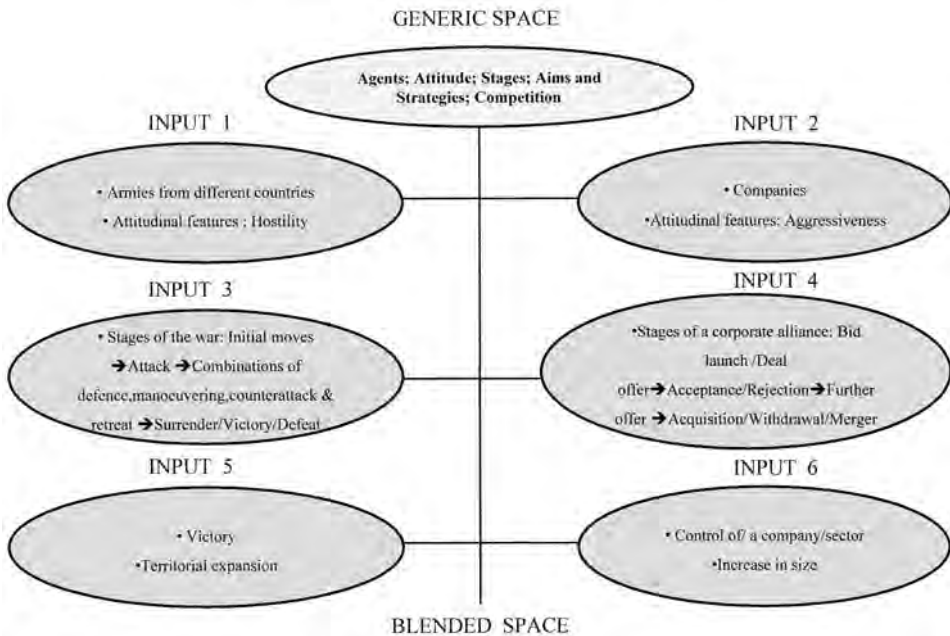 GENERIC SPACE
Agents; Attitude; Stages; Aims and
Strategies; Competition
INPUT 1
• Armies from different countries
• Attitudinal features : Hostility
INPUT 2
• Companies
•Attitudinal features: Aggressiveness
INPUT 3
• Stages of the war: Initial moves
➔Attack ➔Combinations of
defence,manoeuvering,counterattack &
retreat ➔Surrender/Victory/Defeat
INPUT 4
•Stages of a corporate alliance: Bid
launch /Deal
offer➔Acceptance/Rejection➔Further
offer ➔Acquisition/Withdrawal/Merger
INPUT 5
• Victory
•Territorial expansion
INPUT 6
• Control of/ a company/sector
•Increase in size
BLENDED SPACE